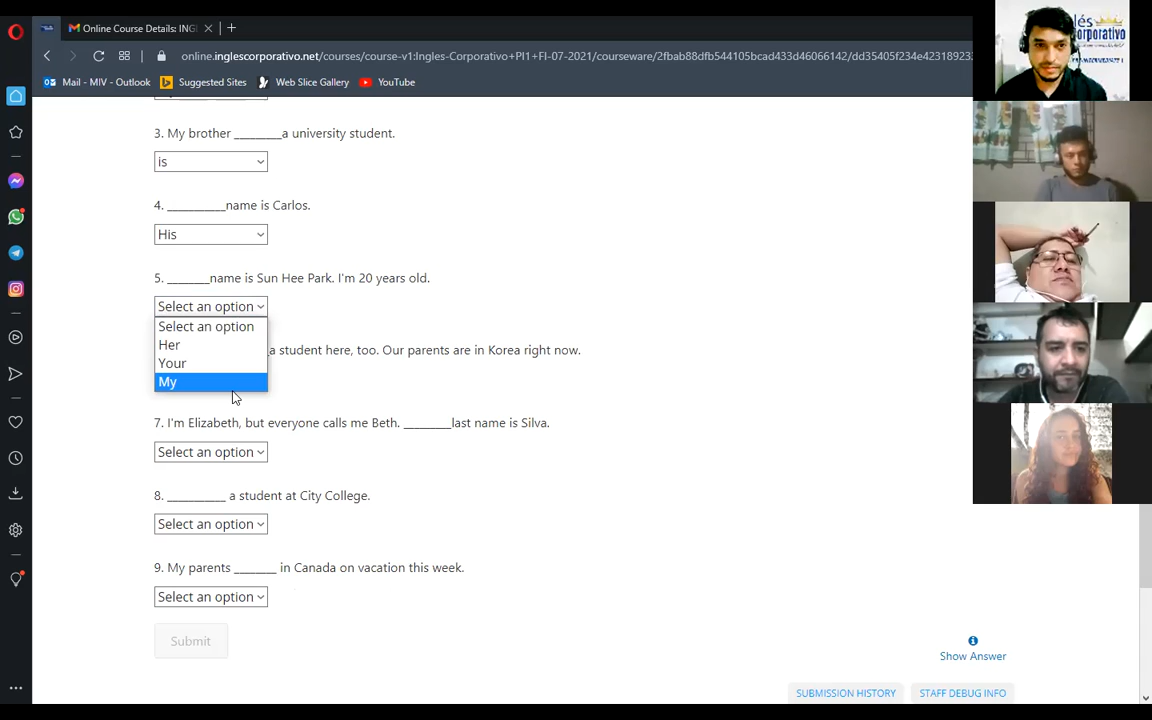 Online Course Details: INGL
online.inglescorporativo.net/courses/course-v1:Ingles-Corporativo PI1+FI-07-2021/courseware/2fbab88dfb544105bcad433d46066142/dd35405f234e42318923
Mail - MIV - Outlook
Suggested Sites
Web Slice Gallery
YouTube
3. My brother ________a university student.
is
4. __________name is Carlos.
His
5. _______name is Sun Hee Park. I'm 20 years old.
Select an option
Select an option
Her
Your
My
a student here, too. Our parents are in Korea right now.
7. I'm Elizabeth, but everyone calls me Beth. ________last name is Silva.
Select an option
8. __________ a student at City College.
Select an option
9. My parents _______ in Canada on vacation this week.
Select an option
Submit
Show Answer
SUBMISSION HISTORY
STAFF DEBUG INFO